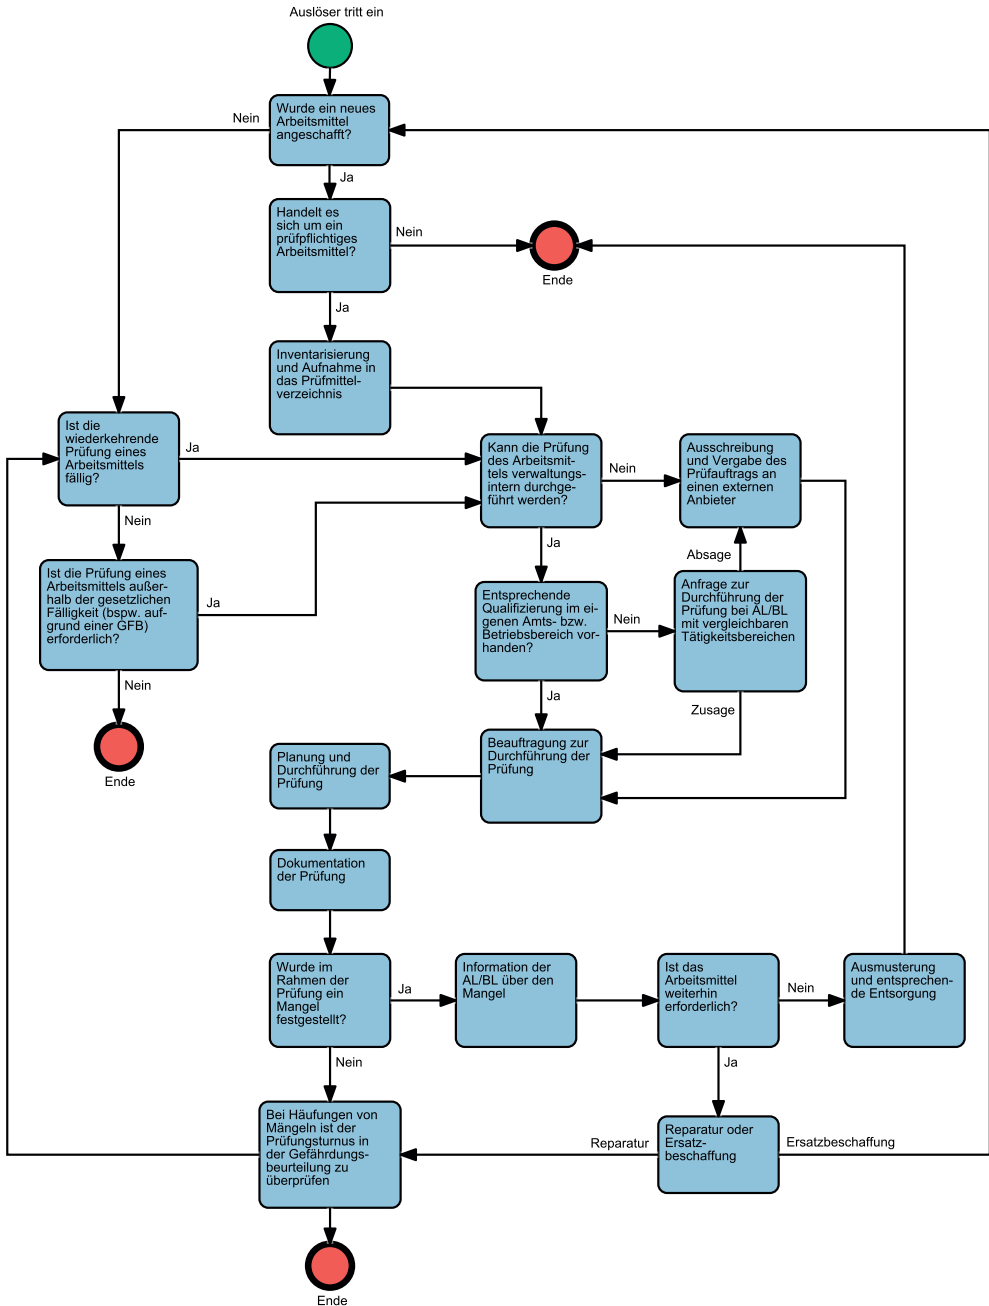 Auslöser tritt ein
Wurde ein neues
Arbeitsmittel
angeschafft?
Nein
Ja
Handelt es
sich um ein
prüfpflichtiges
Arbeitsmittel?
Nein
Ende
Ja
Inventarisierung
und Aufnahme in
das Prüfmittel-
verzeichnis
Ist die
wiederkehrende
Prüfung eines
Arbeitsmittels
fällig?
Ja
Nein
Kann die Prüfung
des Arbeitsmit-
tels verwaltungs-
intern durchge-
führt werden?
Nein
Ja
Ausschreibung
und Vergabe des
Prüfauftrags an
einen externen
Anbieter
Absage
Ist die Prüfung eines
Arbeitsmittels außer-
halb der gesetzlichen
Fälligkeit (bspw. auf-
grund einer GFB)
erforderlich?
Ja
Nein
Ende
Entsprechende
Qualifizierung im ei-
genen Amts- bzw.
Betriebsbereich vor-
handen?
Nein
Ja
Anfrage zur
Durchführung der
Prüfung bei AL/BL
mit vergleichbaren
Tätigkeitsbereichen
Zusage
Beauftragung zur
Durchführung der
Prüfung
Planung und
Durchführung der
Prüfung
Dokumentation
der Prüfung
Wurde im
Rahmen der
Prüfung ein
Mangel
festgestellt?
Ja
Nein
Information der
AL/BL über den
Mangel
Ist das
Arbeitsmittel
weiterhin
erforderlich?
Nein
Ja
Ausmusterung
und entsprechen-
de Entsorgung
Reparatur oder
Ersatz-
beschaffung
Reparatur
Ersatzbeschaffung
Bei Häufungen von
Mängeln ist der
Prüfungsturnus in
der Gefährdungs-
beurteilung zu
überprüfen
Ende